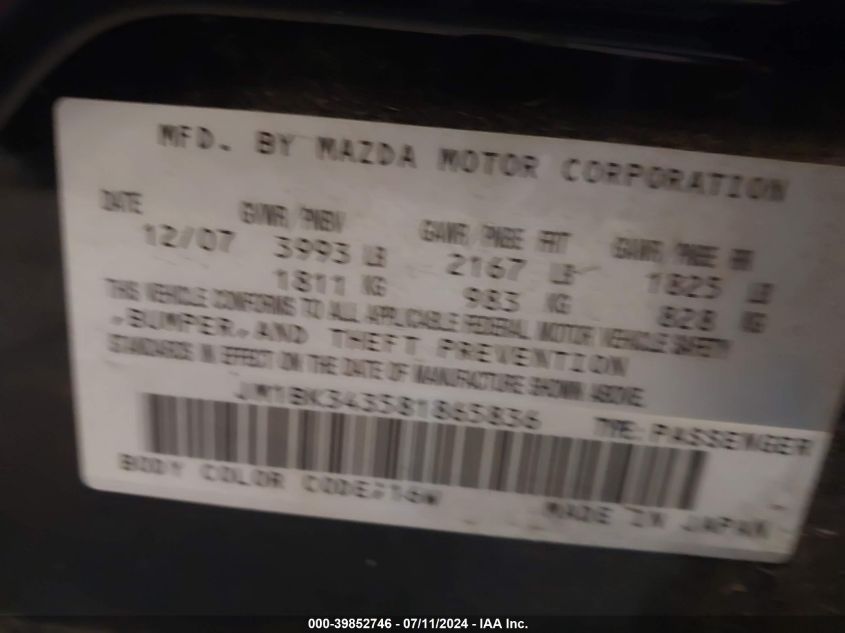 MFD. BY MAZDA MOTOR CORPORATION
DATE GVWR/PNBV GAWR/PNBE FRT GAWR/PNBE RR
12/07 3993 LB 2167 LB 1825 LB
1811 KG 983 KG 828 KG
THIS VEHICLE CONFORMS TO ALL APPLICABLE FEDERAL MOTOR VEHICLE SAFETY
,BUMPER, AND THEFT PREVENTION
STANDARDS IN EFFECT ON THE DATE OF MANUFACTURE SHOWN ABOVE.
JM1BK343581865836 TYPE: PASSENGER
BODY COLOR CODE:16W
MADE IN JAPAN
000-39852746 - 07/11/2024 - IAA Inc.